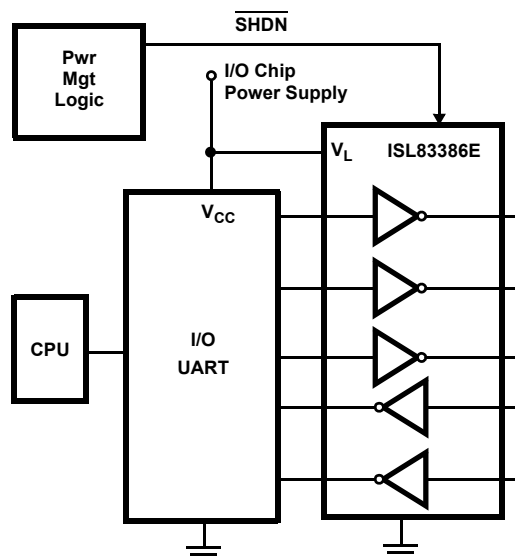 SHDN
Pwr
Mgt
Logic
I/O Chip
Power Supply
VL
ISL83386E
VCC
CPU
I/O
UART